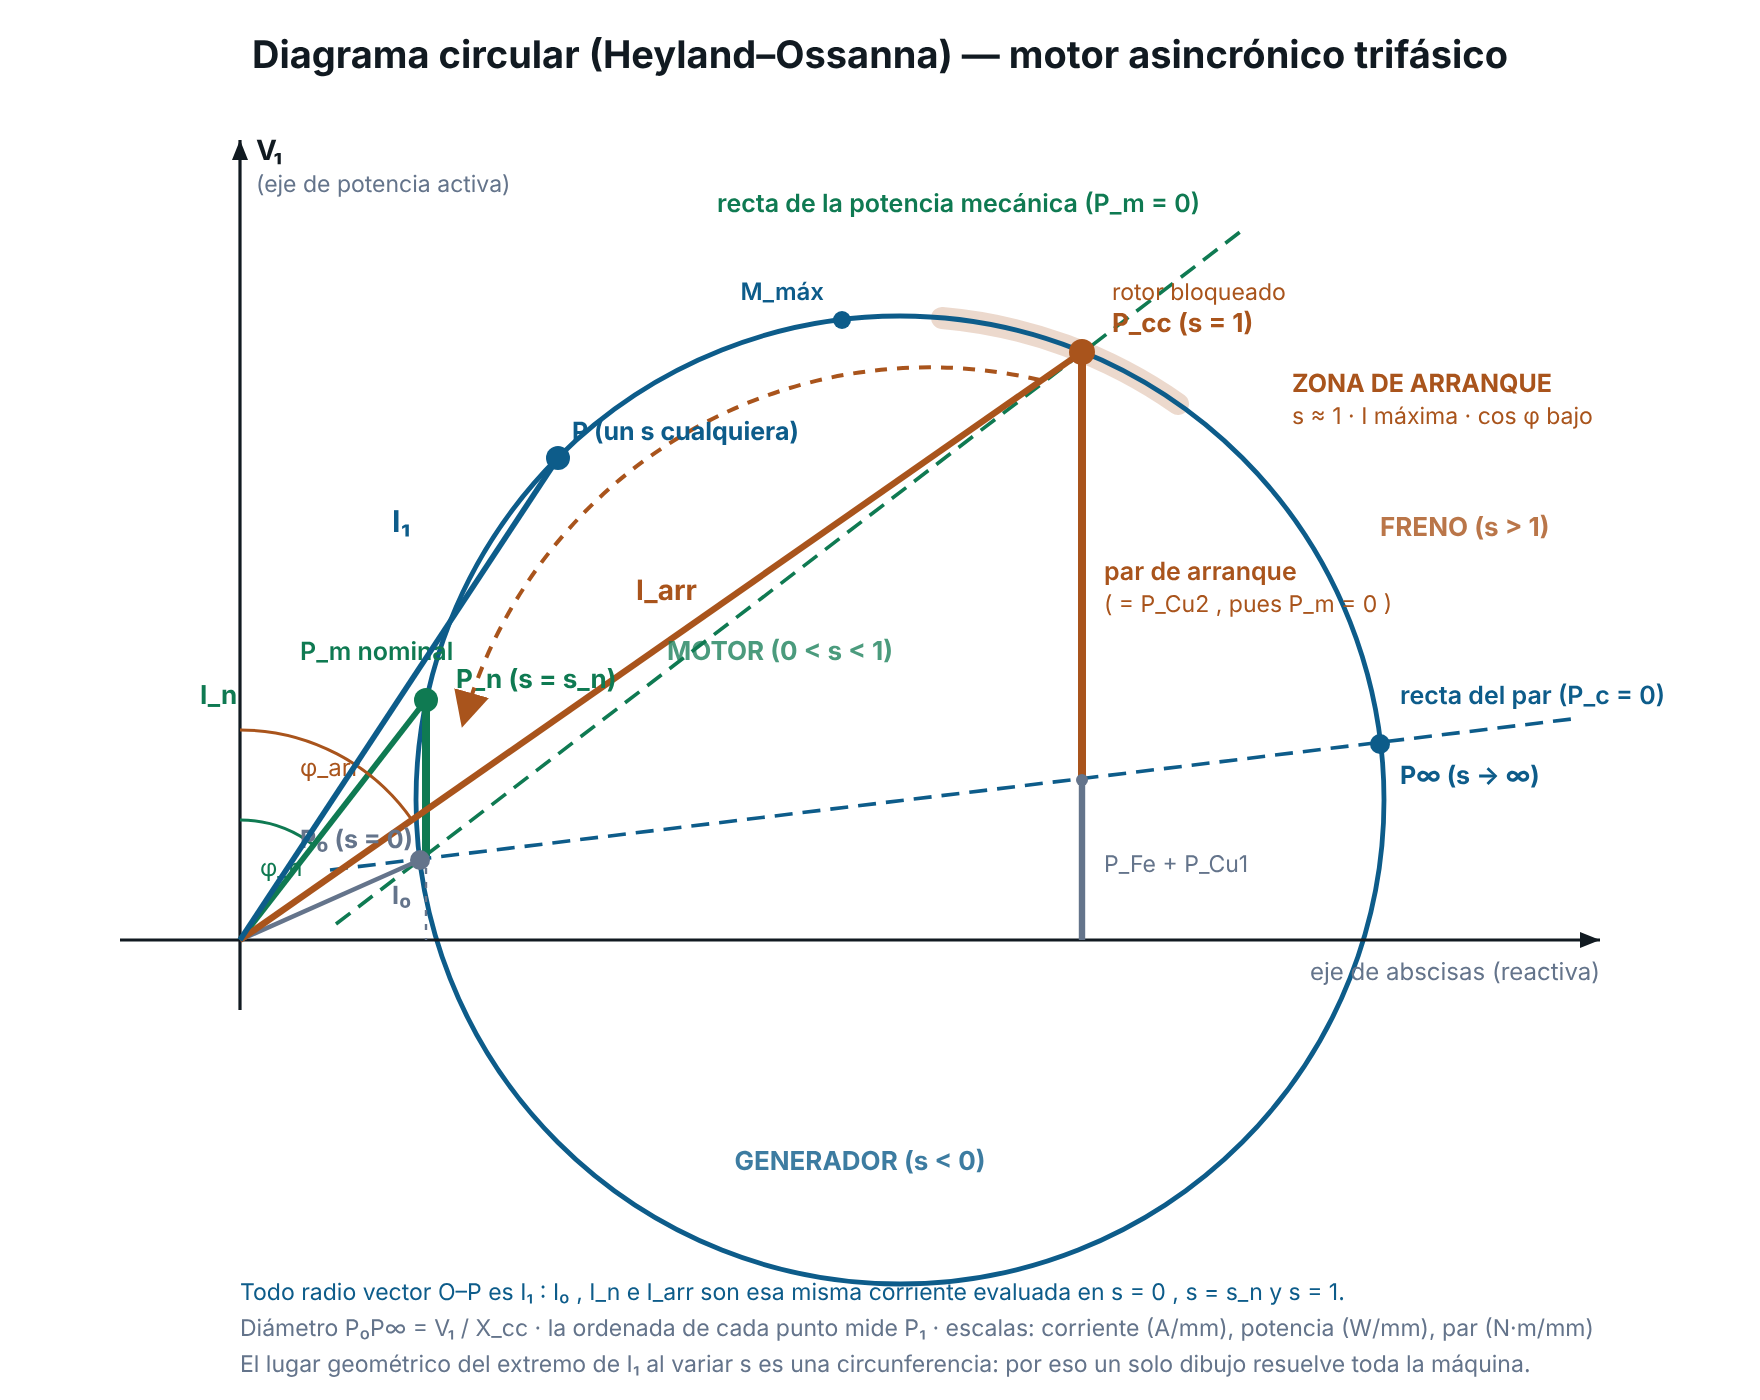 Diagrama circular (Heyland–Ossanna) — motor asincrónico trifásico
V₁
(eje de potencia activa)
recta de la potencia mecánica (P_m = 0)
M_máx
rotor bloqueado
P_cc (s = 1)
ZONA DE ARRANQUE
s ≈ 1 · I máxima · cos φ bajo
P (un s cualquiera)
I₁
FRENO (s > 1)
I_arr
par de arranque
( = P_Cu2 , pues P_m = 0 )
P_m nominal
MOTOR (0 < s < 1)
P_n (s = s_n)
I_n
recta del par (P_c = 0)
φ_arr
P∞ (s → ∞)
P₀ (s = 0)
φ_n
P_Fe + P_Cu1
I₀
eje de abscisas (reactiva)
GENERADOR (s < 0)
Todo radio vector O–P es I₁ : I₀ , I_n e I_arr son esa misma corriente evaluada en s = 0 , s = s_n y s = 1.
Diámetro P₀P∞ = V₁ / X_cc · la ordenada de cada punto mide P₁ · escalas: corriente (A/mm), potencia (W/mm), par (N·m/mm)
El lugar geométrico del extremo de I₁ al variar s es una circunferencia: por eso un solo dibujo resuelve toda la máquina.